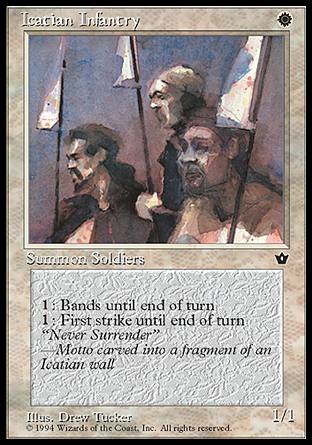 Icatian Infantry
Summon Soldiers
1: Bands until end of turn
1: First strike until end of turn
"Never Surrender"
—Motto carved into a fragment of an
Icatian wall
1/1
Illus. Drew Tucker
© 1994 Wizards of the Coast, Inc. All rights reserved.